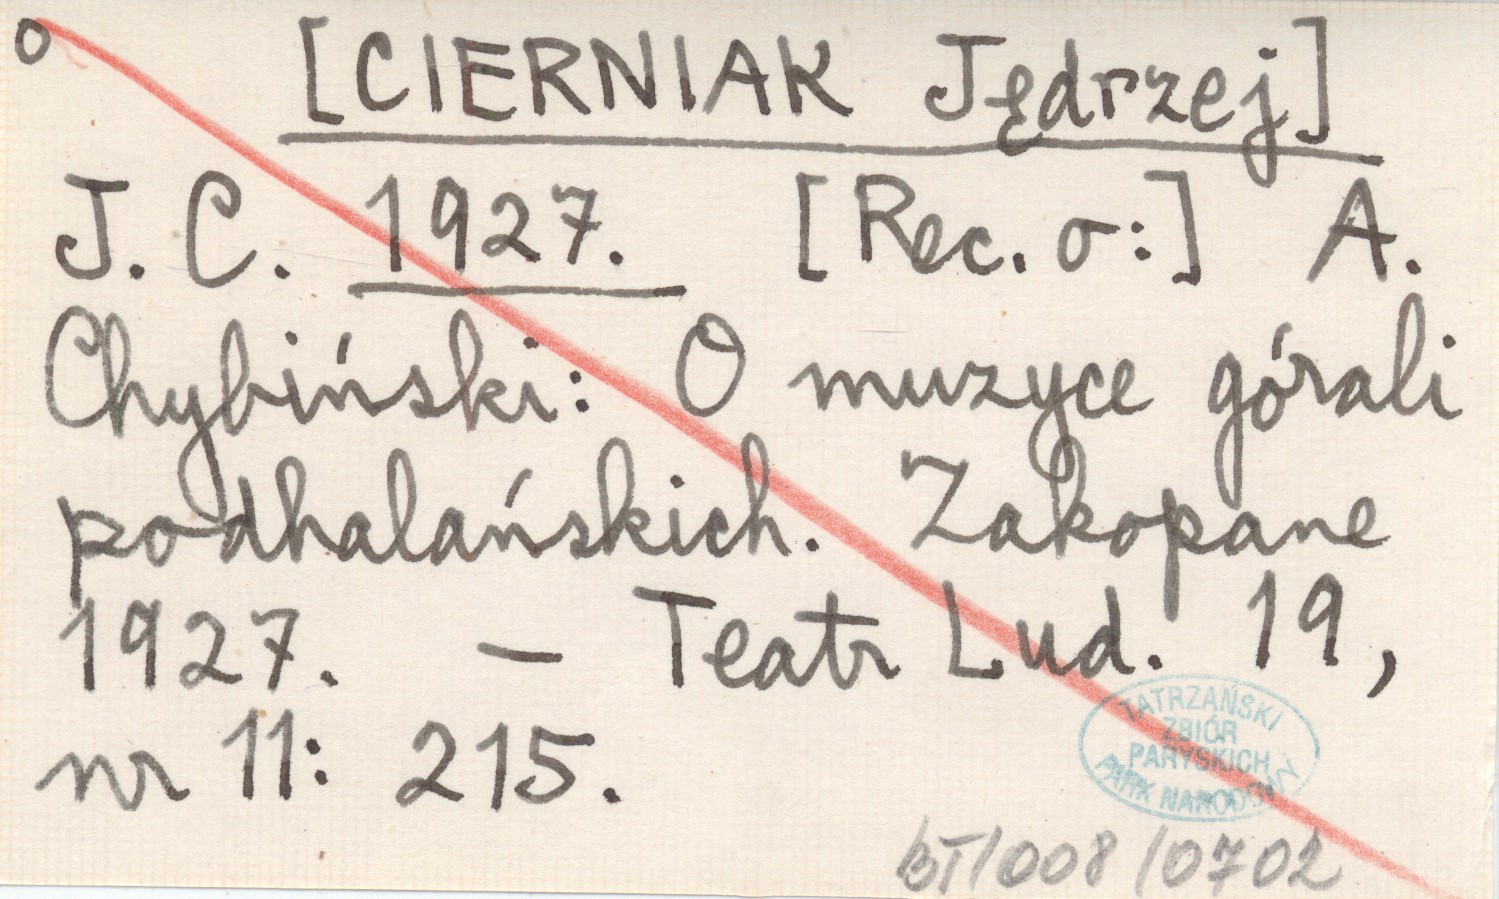 o [CIERNIAK Jędrzej]
J. C. 1927. [Rec. o:] A.
Chybiński: O muzyce górali
podhalańskich. Zakopane
1927. – Teatr Lud. 19,
nr 11: 215.
TATRZAŃSKI
ZBIÓR
PARYSKICH
PARK NARODOWY
BT/008/0702